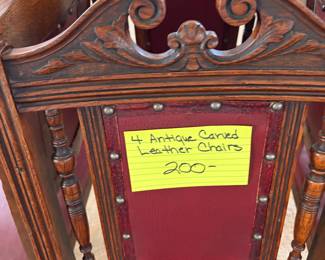 4 Antique Carved
Leather Chairs
200-